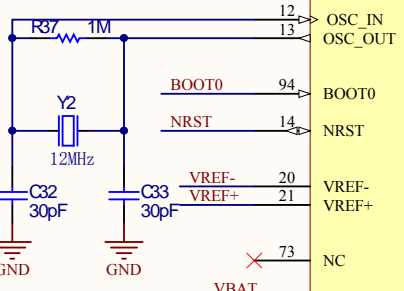 12 OSC_IN
R37 1M 13 OSC_OUT
BOOT0 94 BOOT0
Y2 NRST 14 NRST
12MHz
VREF- 20 VREF-
C32 C33 VREF+ 21 VREF+
30pF 30pF
GND GND 73 NC
VBAT